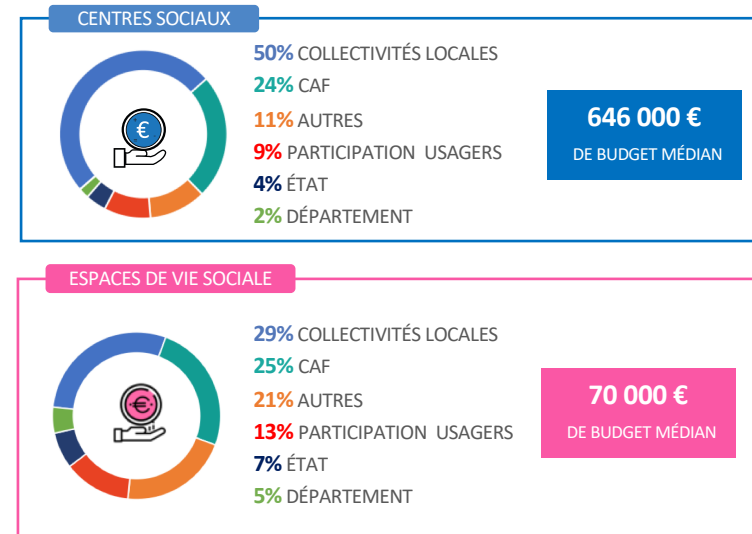 CENTRES SOCIAUX
50% COLLECTIVITÉS LOCALES
24% CAF
11% AUTRES
9% PARTICIPATION USAGERS
4% ÉTAT
2% DÉPARTEMENT
€
646 000 €
DE BUDGET MÉDIAN
ESPACES DE VIE SOCIALE
29% COLLECTIVITÉS LOCALES
25% CAF
21% AUTRES
13% PARTICIPATION USAGERS
7% ÉTAT
5% DÉPARTEMENT
€
70 000 €
DE BUDGET MÉDIAN